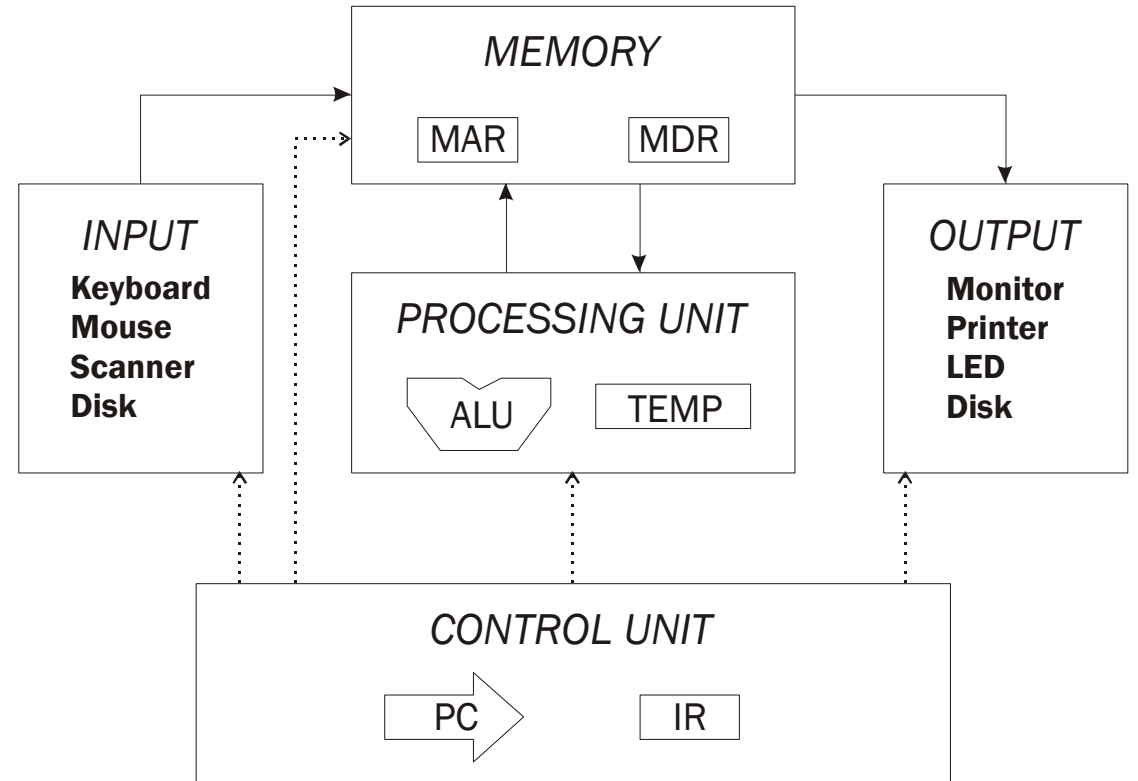 MEMORY
MAR
MDR
INPUT
Keyboard
Mouse
Scanner
Disk
PROCESSING UNIT
ALU
TEMP
OUTPUT
Monitor
Printer
LED
Disk
CONTROL UNIT
PC
IR